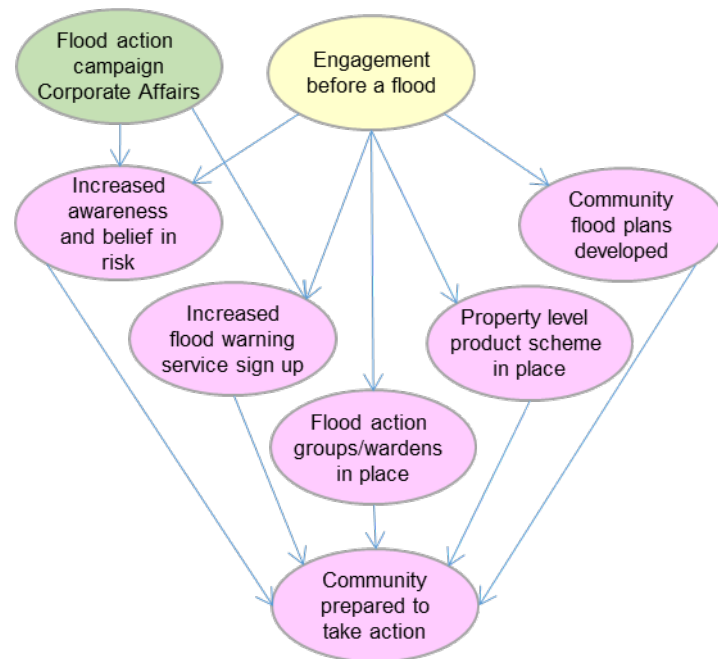 Flood action
campaign
Corporate Affairs
Engagement
before a flood
Increased
awareness
and belief in
risk
Community
flood plans
developed
Increased
flood warning
service sign up
Property level
product scheme
in place
Flood action
groups/wardens
in place
Community
prepared to
take action